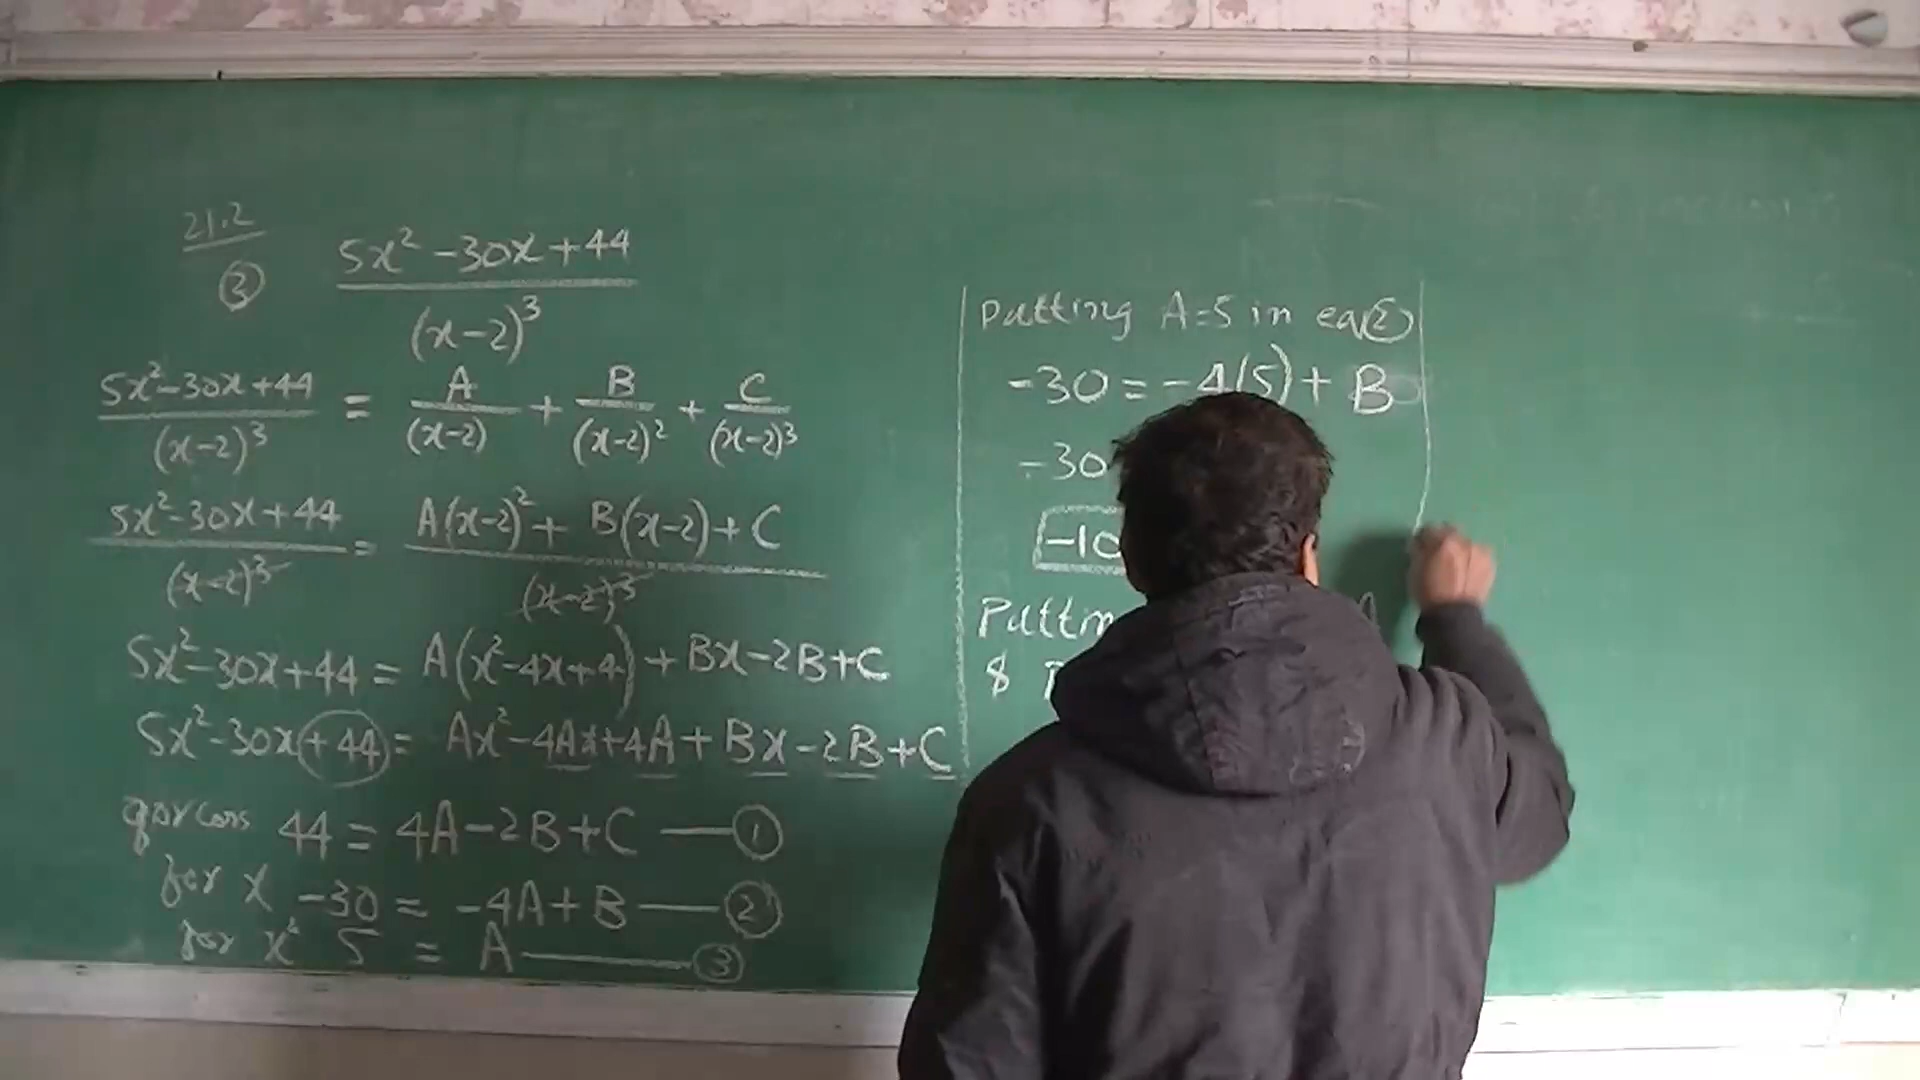 21.2
③
5x² -30x+44
(x-2)³
5x²-30x+44 = A + B + C
(x-2)³ (x-2) (x-2)² (x-2)³
5x²-30x+44 = A(x-2)² + B(x-2)+C
(x-2)³ (x-2)³
5x²-30x+44 = A(x²-4x+4)+Bx-2B+C
5x²-30x+44 = Ax²-4Ax+4A+Bx-2B+C
44 = 4A-2B+C — ①
for x -30 = -4A+B — ②
for x² 5 = A — ③
Putting A=5 in eq②
-30 = -4(5)+B
-30
-10
&